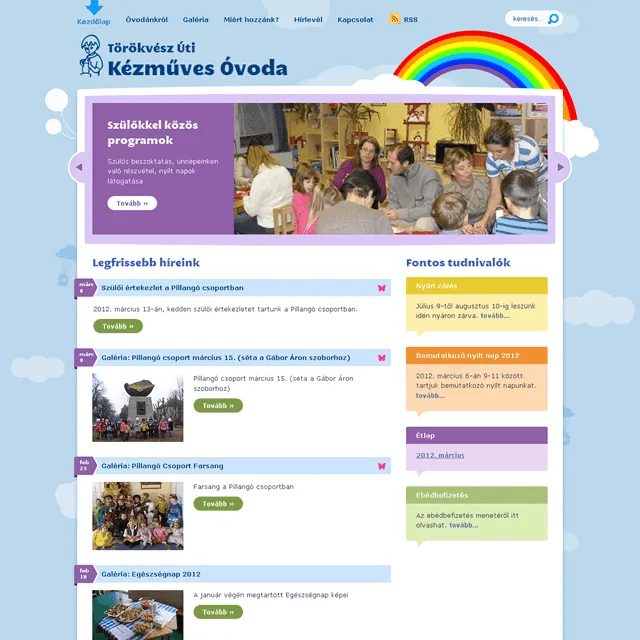 Kezdőlap
Óvodánkról
Galéria
Miért hozzánk?
Hírlevél
Kapcsolat
RSS
keresés...
Törökvész Úti
Kézműves Óvoda
Szülőkkel közös
programok
Szülős beszoktatás, ünnepeinken
való részvétel, nyílt napok
látogatása
Tovább »
Legfrissebb híreink
márc
8
Szülői értekezlet a Pillangó csoportban
2012. március 13-án, kedden szülői értekezletet tartunk a Pillangó csoportban.
Tovább »
márc
Galéria: Pillangó csoport március 15. (séta a Gábor Áron szoborhoz)
Pillangó csoport március 15. (séta a Gábor Áron
szoborhoz)
Tovább »
feb
23
Galéria: Pillangó Csoport Farsang
Farsang a Pillangó csoportban
Tovább »
feb
10
Galéria: Egészségnap 2012
A január végén megtartott Egészségnap képei
Tovább »
Fontos tudnivalók
Nyári zárás
Július 9-től augusztus 10-ig leszünk
idén nyáron zárva. tovább...
Bemutatkozó nyílt nap 2012
2012. március 6-án 9-11 között
tartjuk bemutatkozó nyílt napunkat.
tovább...
Étlap
2012. március
Ebédbefizetés
Az ebédbefizetés menetéről itt
olvashat. tovább...